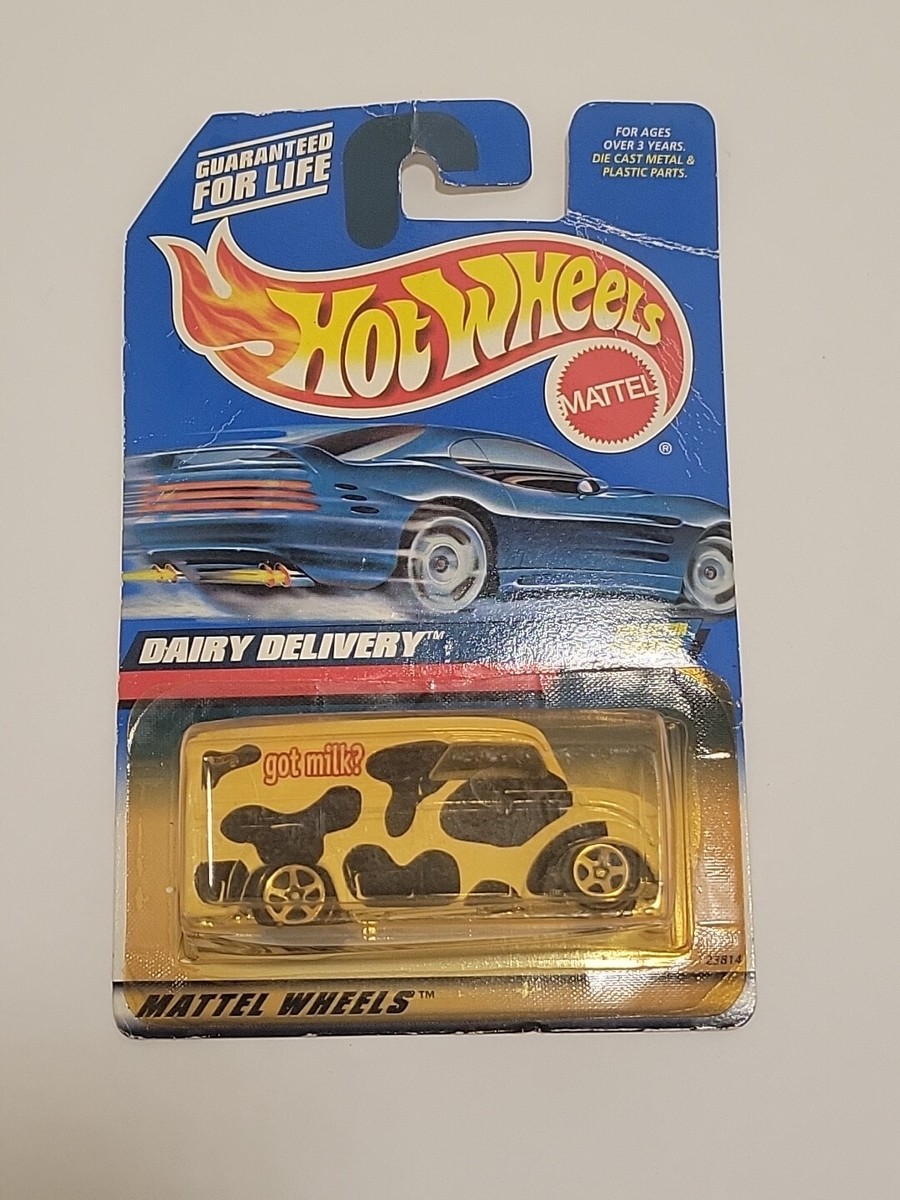 GUARANTEED
FOR LIFE
FOR AGES
OVER 3 YEARS.
DIE CAST METAL &
PLASTIC PARTS.
HOT WHEELS
MATTEL
®
DAIRY DELIVERY™
got milk?
23814
MATTEL WHEELS™